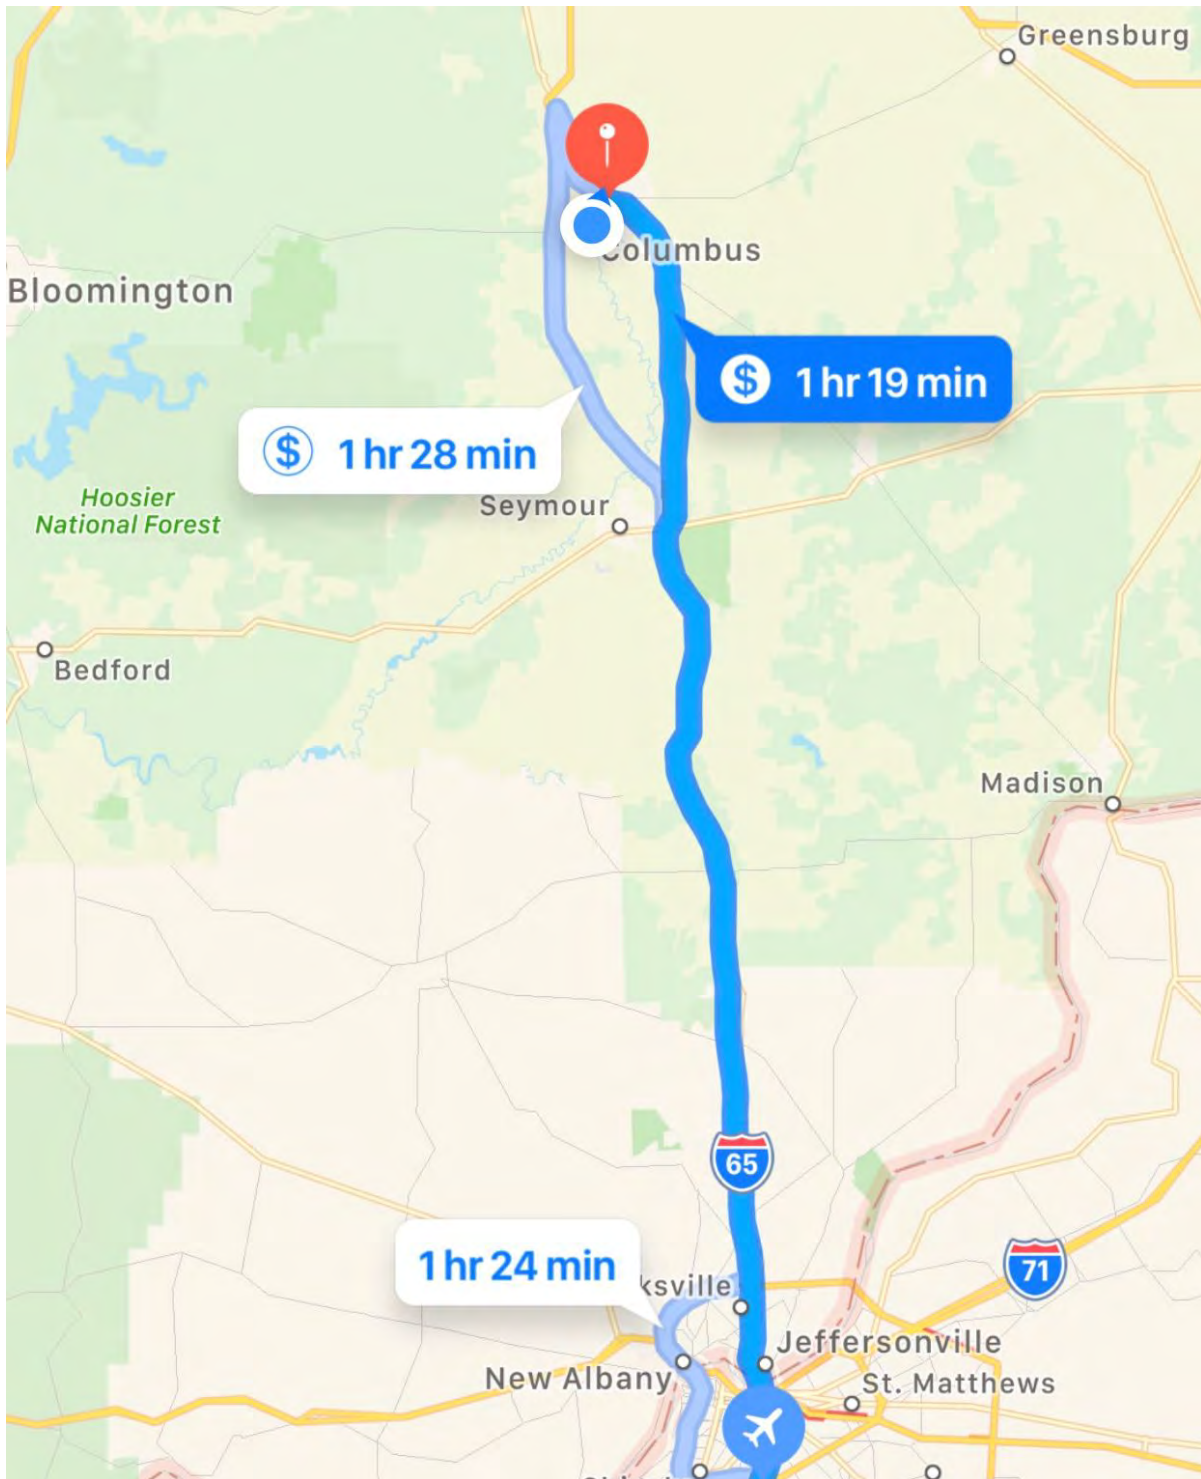 Greensburg
Columbus
Bloomington
$ 1 hr 19 min
$ 1 hr 28 min
Hoosier
National Forest
Seymour
Bedford
Madison
65
1 hr 24 min
71
ksville
Jeffersonville
New Albany
St. Matthews